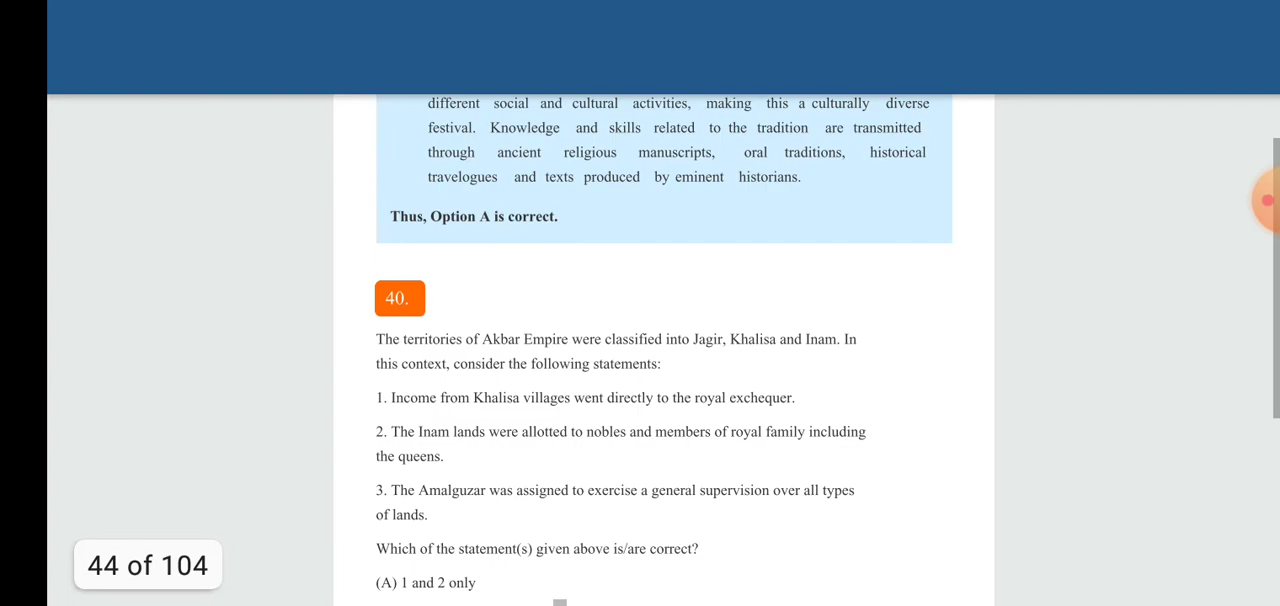 different social and cultural activities, making this a culturally diverse
festival. Knowledge and skills related to the tradition are transmitted
through ancient religious manuscripts, oral traditions, historical
travelogues and texts produced by eminent historians.
Thus, Option A is correct.
40.
The territories of Akbar Empire were classified into Jagir, Khalisa and Inam. In
this context, consider the following statements:
1. Income from Khalisa villages went directly to the royal exchequer.
2. The Inam lands were allotted to nobles and members of royal family including
the queens.
3. The Amalguzar was assigned to exercise a general supervision over all types
of lands.
Which of the statement(s) given above is/are correct?
(A) 1 and 2 only
44 of 104